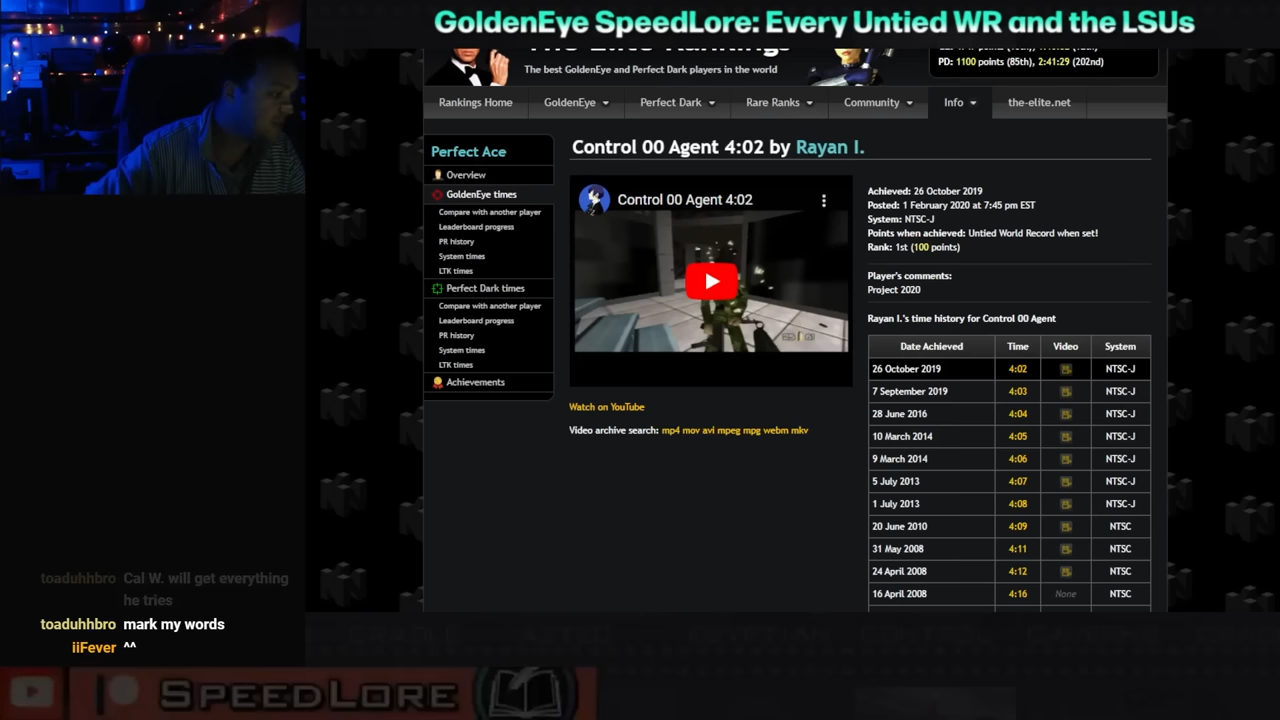 GoldenEye SpeedLore: Every Untied WR and the LSUs
The best GoldenEye and Perfect Dark players in the world
PD: 1100 points (85th), 2:41:29 (202nd)
Rankings Home
GoldenEye
Perfect Dark
Rare Ranks
Community
Info
the-elite.net
Perfect Ace
Overview
GoldenEye times
Compare with another player
Leaderboard progress
PR history
System times
LTK times
Perfect Dark times
Compare with another player
Leaderboard progress
PR history
System times
LTK times
Achievements
Control 00 Agent 4:02 by Rayan I.
Control 00 Agent 4:02
Watch on YouTube
Video archive search: mp4 mov avi mpeg mpg webm mkv
Achieved: 26 October 2019
Posted: 1 February 2020 at 7:45 pm EST
System: NTSC-J
Points when achieved: Untied World Record when set!
Rank: 1st (100 points)
Player's comments:
Project 2020
Rayan I.'s time history for Control 00 Agent
Date Achieved Time Video System
26 October 2019 4:02 NTSC-J
7 September 2019 4:03 NTSC-J
28 June 2016 4:04 NTSC-J
10 March 2014 4:05 NTSC-J
9 March 2014 4:06 NTSC-J
5 July 2013 4:07 NTSC-J
1 July 2013 4:08 NTSC-J
20 June 2010 4:09 NTSC
31 May 2008 4:11 NTSC
24 April 2008 4:12 NTSC
16 April 2008 4:16 None NTSC
toaduhhbro Cal W. will get everything
he tries
toaduhhbro mark my words
iiFever ^^
SPEEDLORE